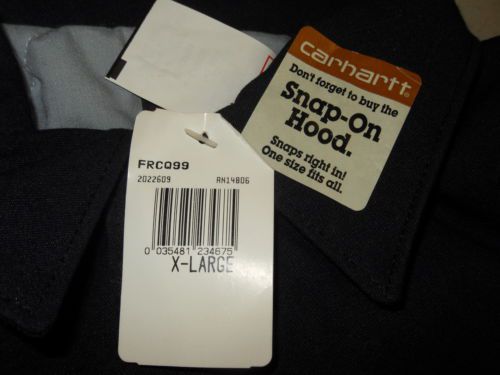 carhartt
Don't forget to buy the
Snap-On
Hood.
Snaps right in!
One size fits all.
FRCQ99
2022609 RN14806
0 035481 234675
X-LARGE